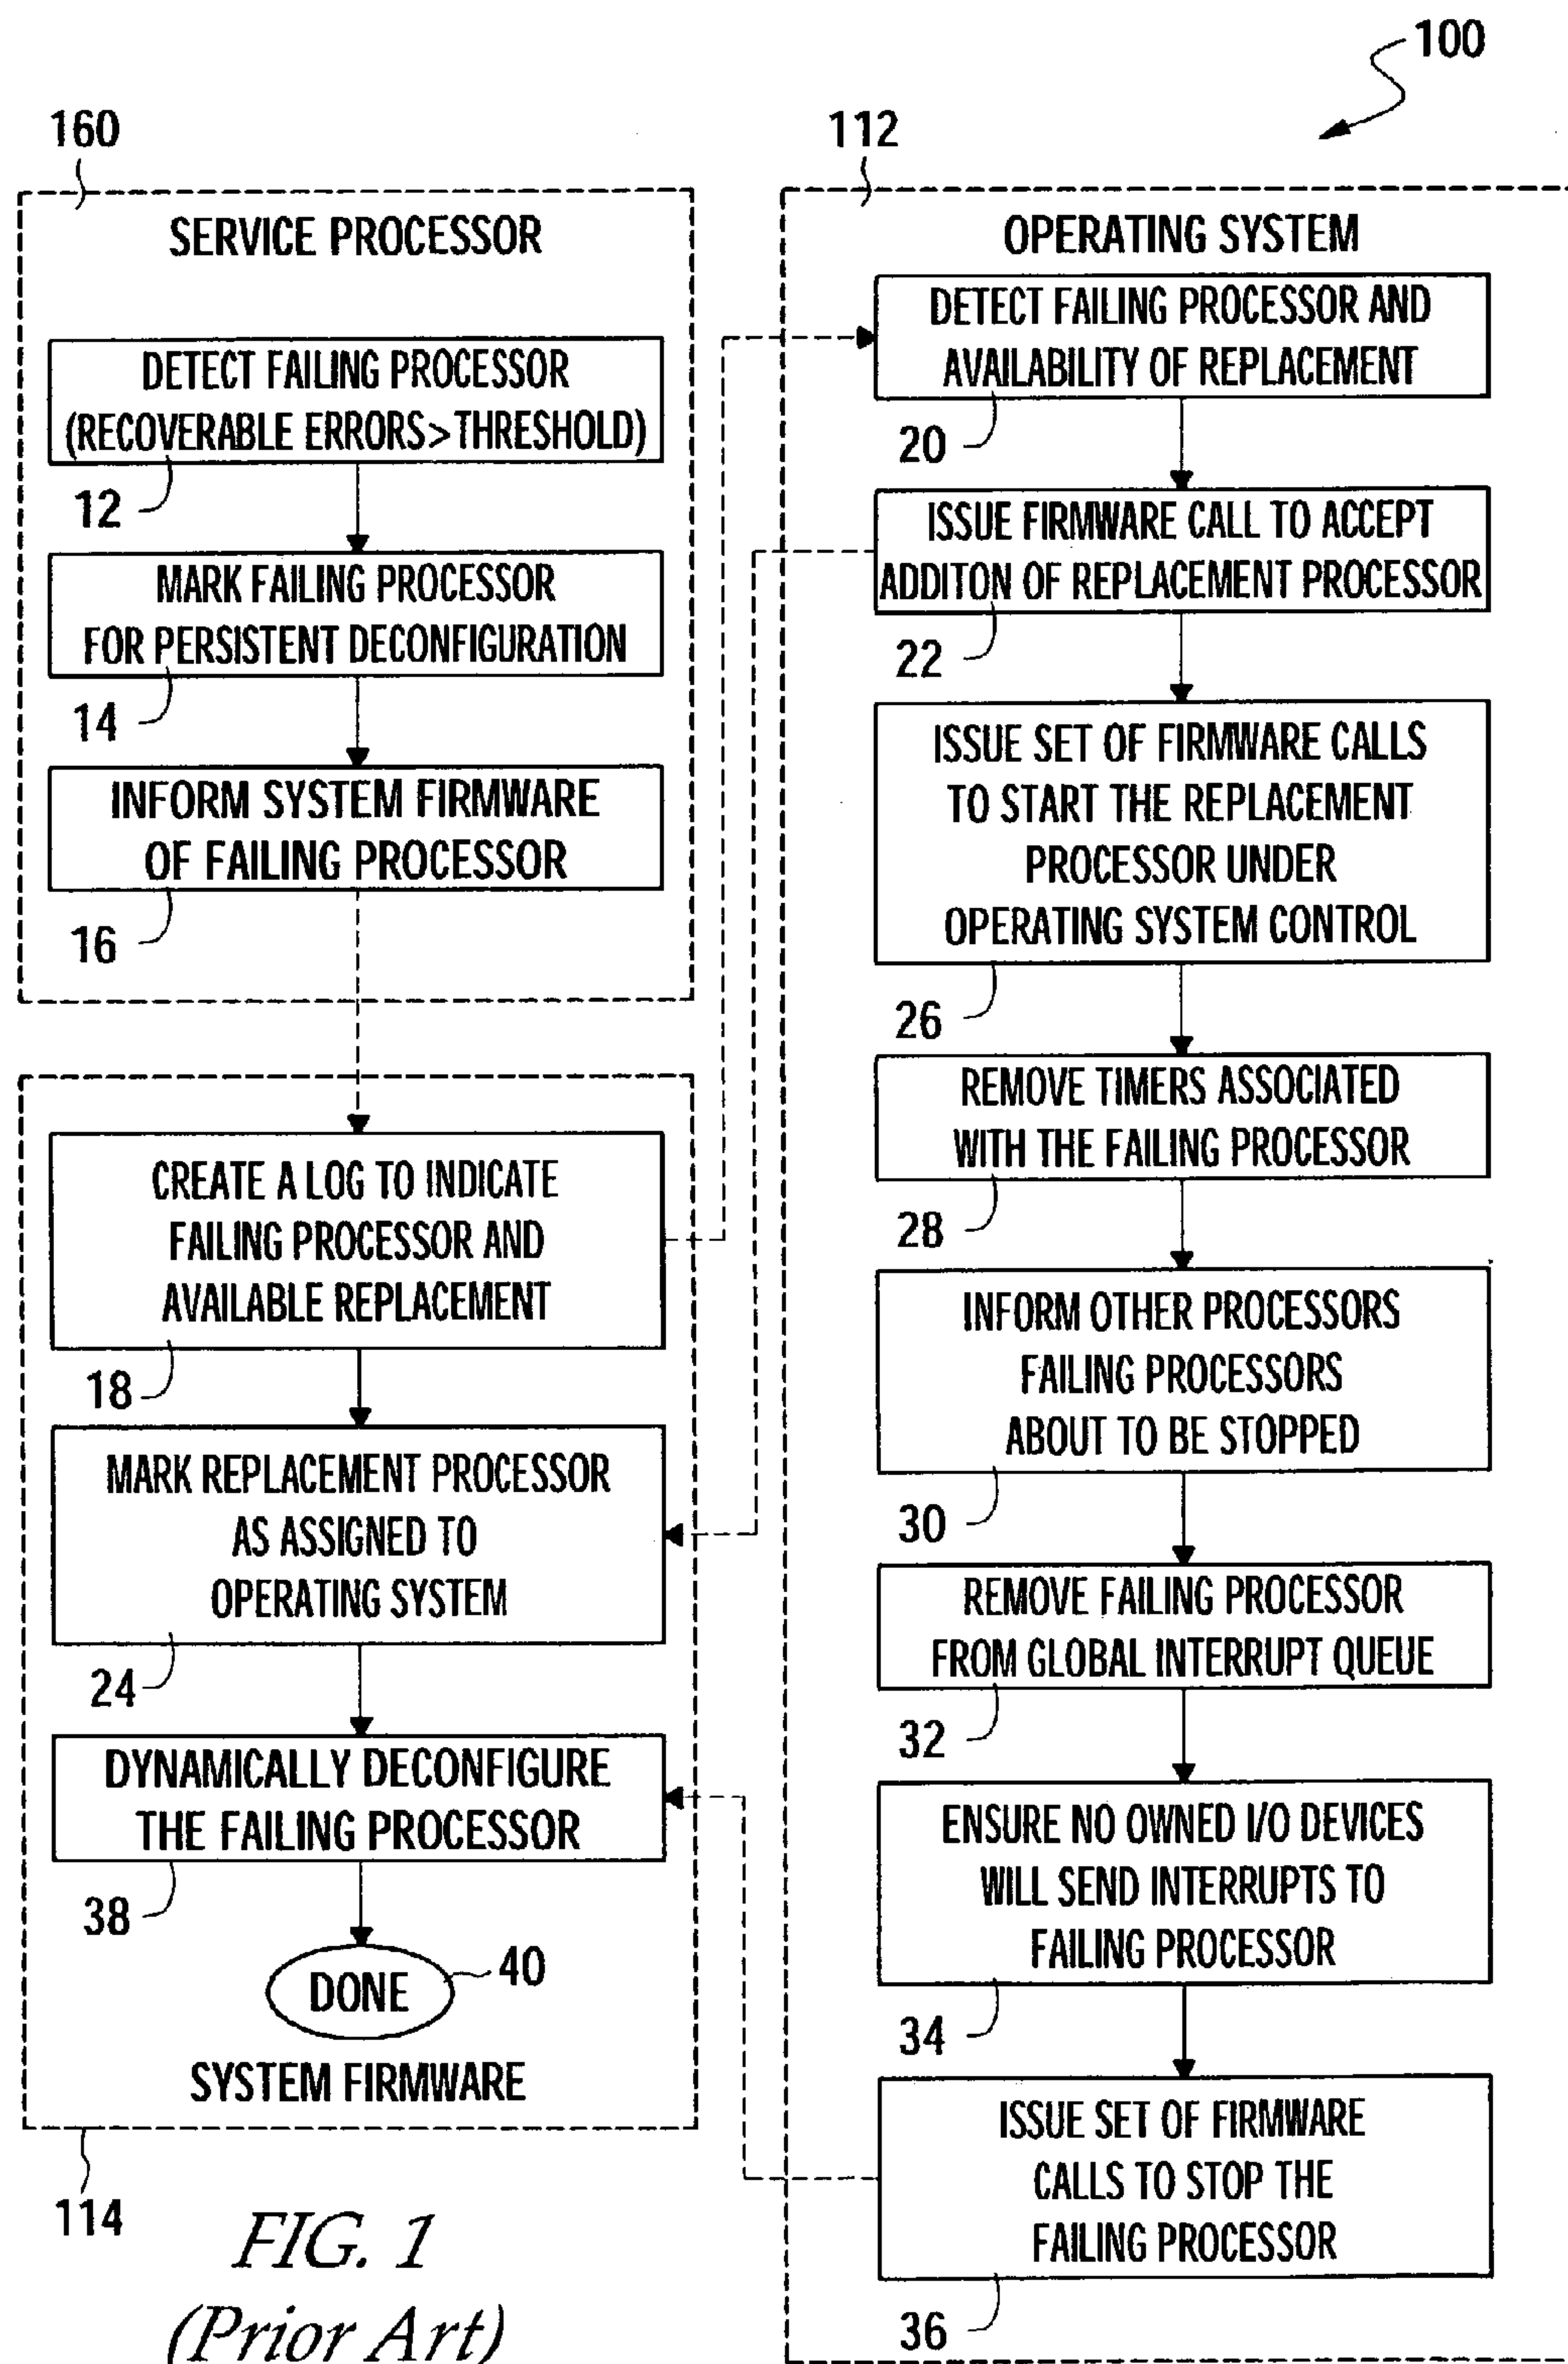 100
160
SERVICE PROCESSOR
DETECT FAILING PROCESSOR
(RECOVERABLE ERRORS>THRESHOLD)
12
MARK FAILING PROCESSOR
FOR PERSISTENT DECONFIGURATION
14
INFORM SYSTEM FIRMWARE
OF FAILING PROCESSOR
16
CREATE A LOG TO INDICATE
FAILING PROCESSOR AND
AVAILABLE REPLACEMENT
18
MARK REPLACEMENT PROCESSOR
AS ASSIGNED TO
OPERATING SYSTEM
24
DYNAMICALLY DECONFIGURE
THE FAILING PROCESSOR
38
DONE
40
SYSTEM FIRMWARE
114
112
OPERATING SYSTEM
DETECT FAILING PROCESSOR AND
AVAILABILITY OF REPLACEMENT
20
ISSUE FIRMWARE CALL TO ACCEPT
ADDITON OF REPLACEMENT PROCESSOR
22
ISSUE SET OF FIRMWARE CALLS
TO START THE REPLACEMENT
PROCESSOR UNDER
OPERATING SYSTEM CONTROL
26
REMOVE TIMERS ASSOCIATED
WITH THE FAILING PROCESSOR
28
INFORM OTHER PROCESSORS
FAILING PROCESSORS
ABOUT TO BE STOPPED
30
REMOVE FAILING PROCESSOR
FROM GLOBAL INTERRUPT QUEUE
32
ENSURE NO OWNED I/O DEVICES
WILL SEND INTERRUPTS TO
FAILING PROCESSOR
34
ISSUE SET OF FIRMWARE
CALLS TO STOP THE
FAILING PROCESSOR
36
FIG. 1
(Prior Art)